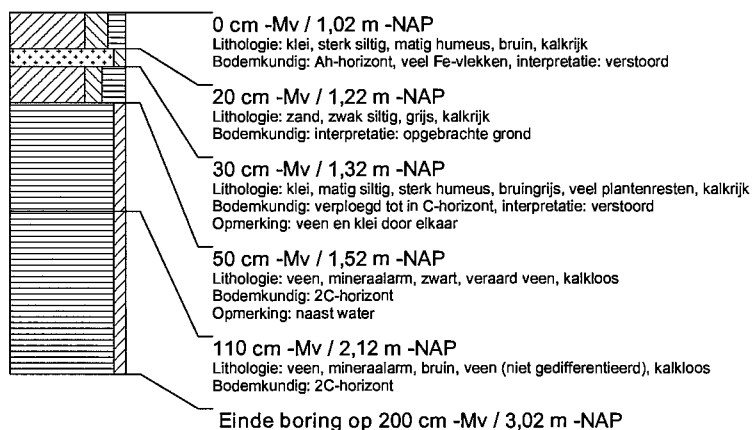 0 cm -Mv / 1,02 m -NAP
Lithologie: klei, sterk siltig, matig humeus, bruin, kalkrijk
Bodemkundig: Ah-horizont, veel Fe-vlekken, interpretatie: verstoord
20 cm -Mv / 1,22 m -NAP
Lithologie: zand, zwak siltig, grijs, kalkrijk
Bodemkundig: interpretatie: opgebrachte grond
30 cm -Mv / 1,32 m -NAP
Lithologie: klei, matig siltig, sterk humeus, bruingrijs, veel plantenresten, kalkrijk
Bodemkundig: verploegd tot in C-horizont, interpretatie: verstoord
Opmerking: veen en klei door elkaar
50 cm -Mv / 1,52 m -NAP
Lithologie: veen, mineraalarm, zwart, veraard veen, kalkloos
Bodemkundig: 2C-horizont
Opmerking: naast water
110 cm -Mv / 2,12 m -NAP
Lithologie: veen, mineraalarm, bruin, veen (niet gedifferentieerd), kalkloos
Bodemkundig: 2C-horizont
Einde boring op 200 cm -Mv / 3,02 m -NAP